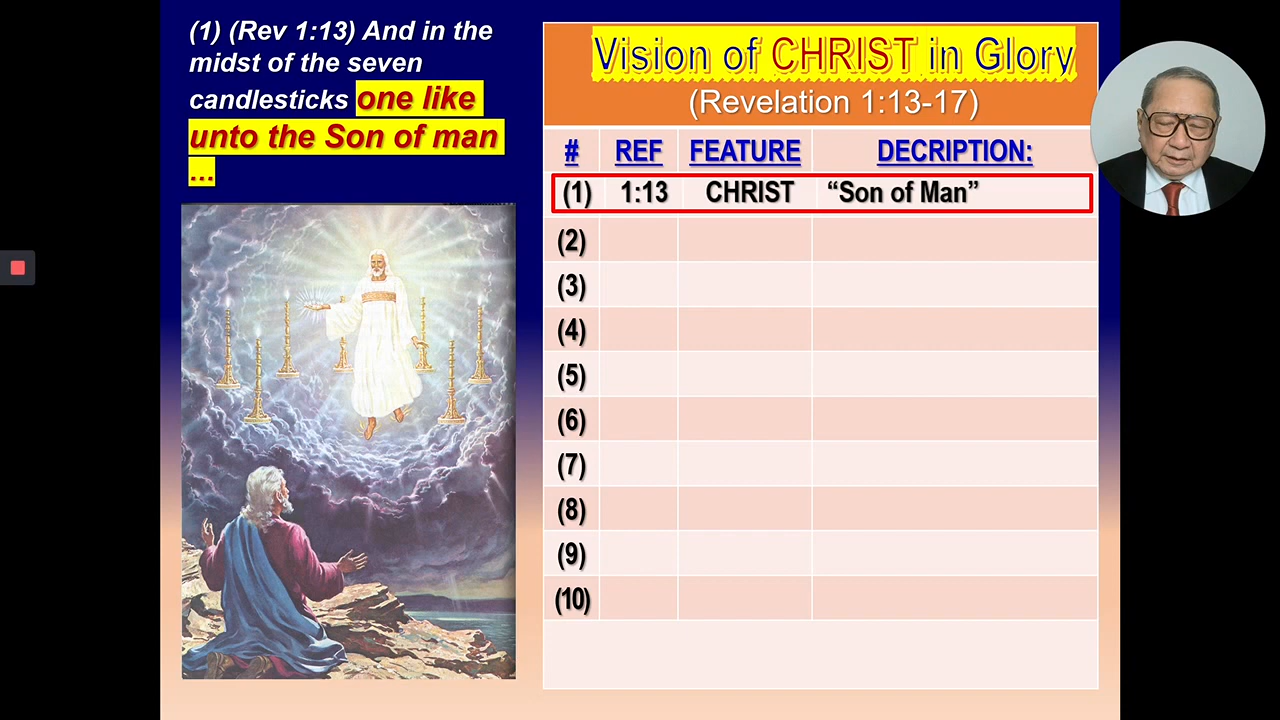 (1) (Rev 1:13) And in the
midst of the seven
candlesticks one like
unto the Son of man
...
Vision of CHRIST in Glory
(Revelation 1:13-17)
# REF FEATURE DECRIPTION:
(1) 1:13 CHRIST “Son of Man”
(2)
(3)
(4)
(5)
(6)
(7)
(8)
(9)
(10)